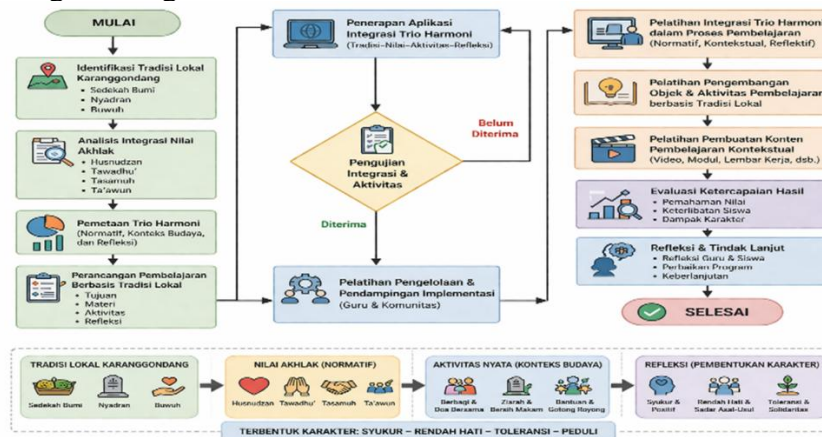 MULAI
Identifikasi Tradisi Lokal
Karanggondang
• Sedekah Bumi
• Nyadran
• Buwuh
Analisis Integrasi Nilai
Akhlak
• Husnudzan
• Tawadhu'
• Tasamuh
• Ta'awun
Pemetaan Trio Harmoni
(Normatif, Konteks Budaya,
dan Refleksi)
Perancangan Pembelajaran
Berbasis Tradisi Lokal
• Tujuan
• Materi
• Aktivitas
• Refleksi
Penerapan Aplikasi
Integrasi Trio Harmoni
(Tradisi–Nilai–Aktivitas–Refleksi)
Belum
Diterima
Pengujian
Integrasi &
Aktivitas
Diterima
Pelatihan Pengelolaan &
Pendampingan Implementasi
(Guru & Komunitas)
Pelatihan Integrasi Trio Harmoni
dalam Proses Pembelajaran
(Normatif, Kontekstual, Reflektif)
Pelatihan Pengembangan
Objek & Aktivitas Pembelajaran
berbasis Tradisi Lokal
Pelatihan Pembuatan Konten
Pembelajaran Kontekstual
(Video, Modul, Lembar Kerja, dsb.)
Evaluasi Ketercapaian Hasil
• Pemahaman Nilai
• Keterlibatan Siswa
• Dampak Karakter
Refleksi & Tindak Lanjut
• Refleksi Guru & Siswa
• Perbaikan Program
• Keberlanjutan
SELESAI
TRADISI LOKAL KARANGGONDANG
Sedekah Bumi
Nyadran
Buwuh
NILAI AKHLAK (NORMATIF)
Husnudzan
Tawadhu'
Tasamuh
Ta'awun
AKTIVITAS NYATA (KONTEKS BUDAYA)
Berbagi &
Doa Bersama
Ziarah &
Bersih Makam
Bantuan &
Gotong Royong
REFLEKSI (PEMBENTUKAN KARAKTER)
Syukur &
Positif
Rendah Hati &
Sadar Asal-Usul
Toleransi &
Solidaritas
TERBENTUK KARAKTER: SYUKUR – RENDAH HATI – TOLERANSI – PEDULI